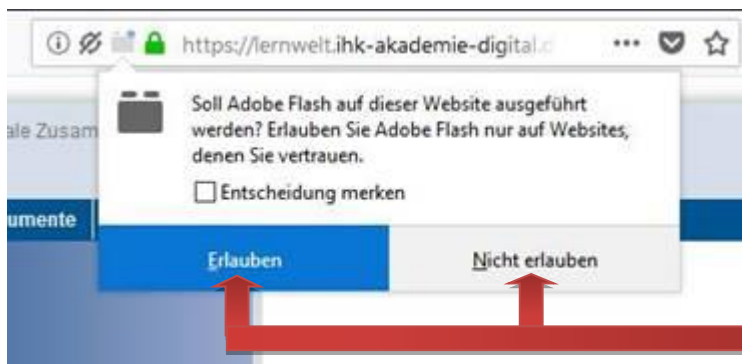 https://lernwelt.ihk-akademie-digital.
Soll Adobe Flash auf dieser Website ausgeführt
werden? Erlauben Sie Adobe Flash nur auf Websites,
denen Sie vertrauen.
ale Zusam
Entscheidung merken
umente
Erlauben
Nicht erlauben